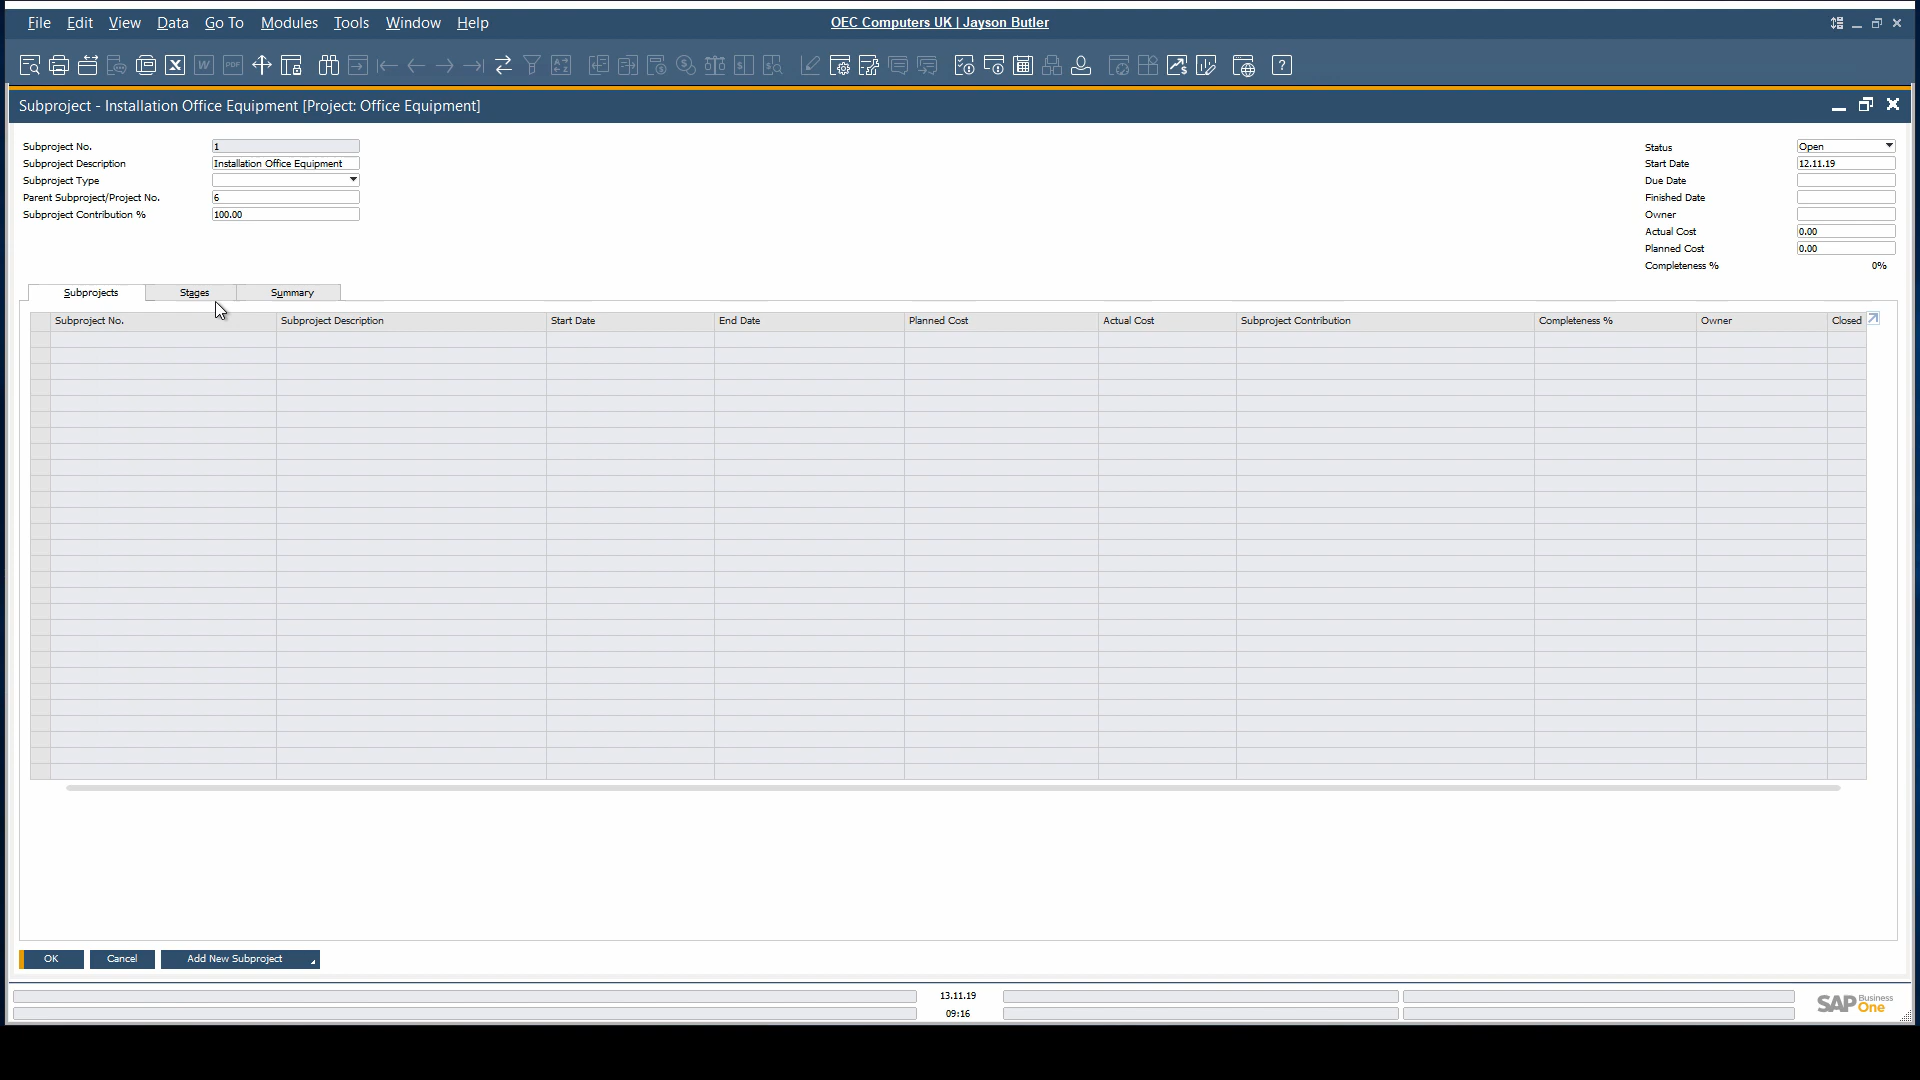 File Edit View Data Go To Modules Tools Window Help
OEC Computers UK | Jayson Butler
Subproject - Installation Office Equipment [Project: Office Equipment]
Subproject No. 1
Subproject Description Installation Office Equipment
Subproject Type
Parent Subproject/Project No. 6
Subproject Contribution % 100.00
Status Open
Start Date 12.11.19
Due Date
Finished Date
Owner
Actual Cost 0.00
Planned Cost 0.00
Completeness % 0%
Subprojects Stages Summary
Subproject No. Subproject Description Start Date End Date Planned Cost Actual Cost Subproject Contribution Completeness % Owner Closed
OK Cancel Add New Subproject
13.11.19
09:16
SAP Business One